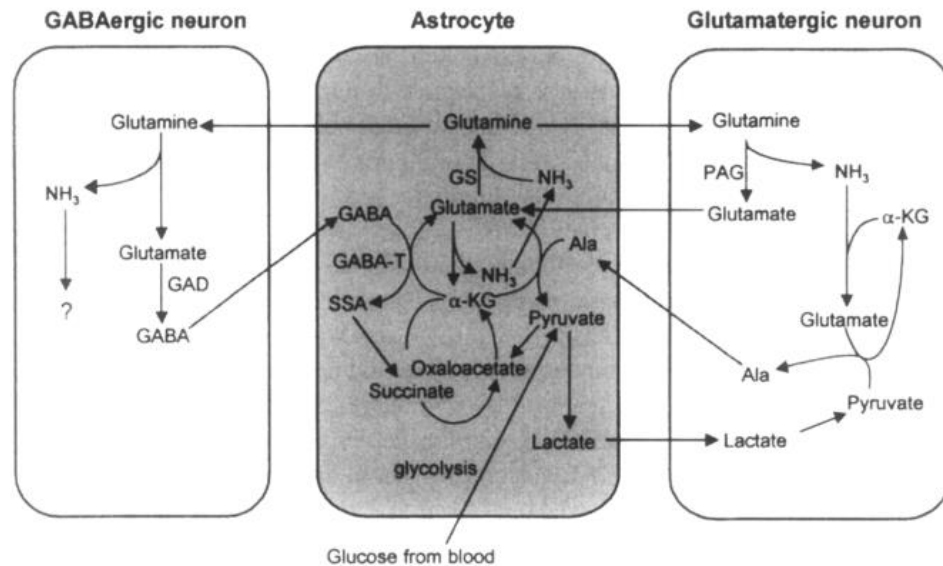 GABAergic neuron
Astrocyte
Glutamatergic neuron
Glutamine
NH3
Glutamate
GAD
?
GABA
Glutamine
GS
NH3
Glutamate
GABA
Ala
GABA-T
NH3
SSA
α-KG
Pyruvate
Oxaloacetate
Succinate
Lactate
glycolysis
Glutamine
PAG
NH3
Glutamate
α-KG
Glutamate
Ala
Pyruvate
Lactate
Glucose from blood